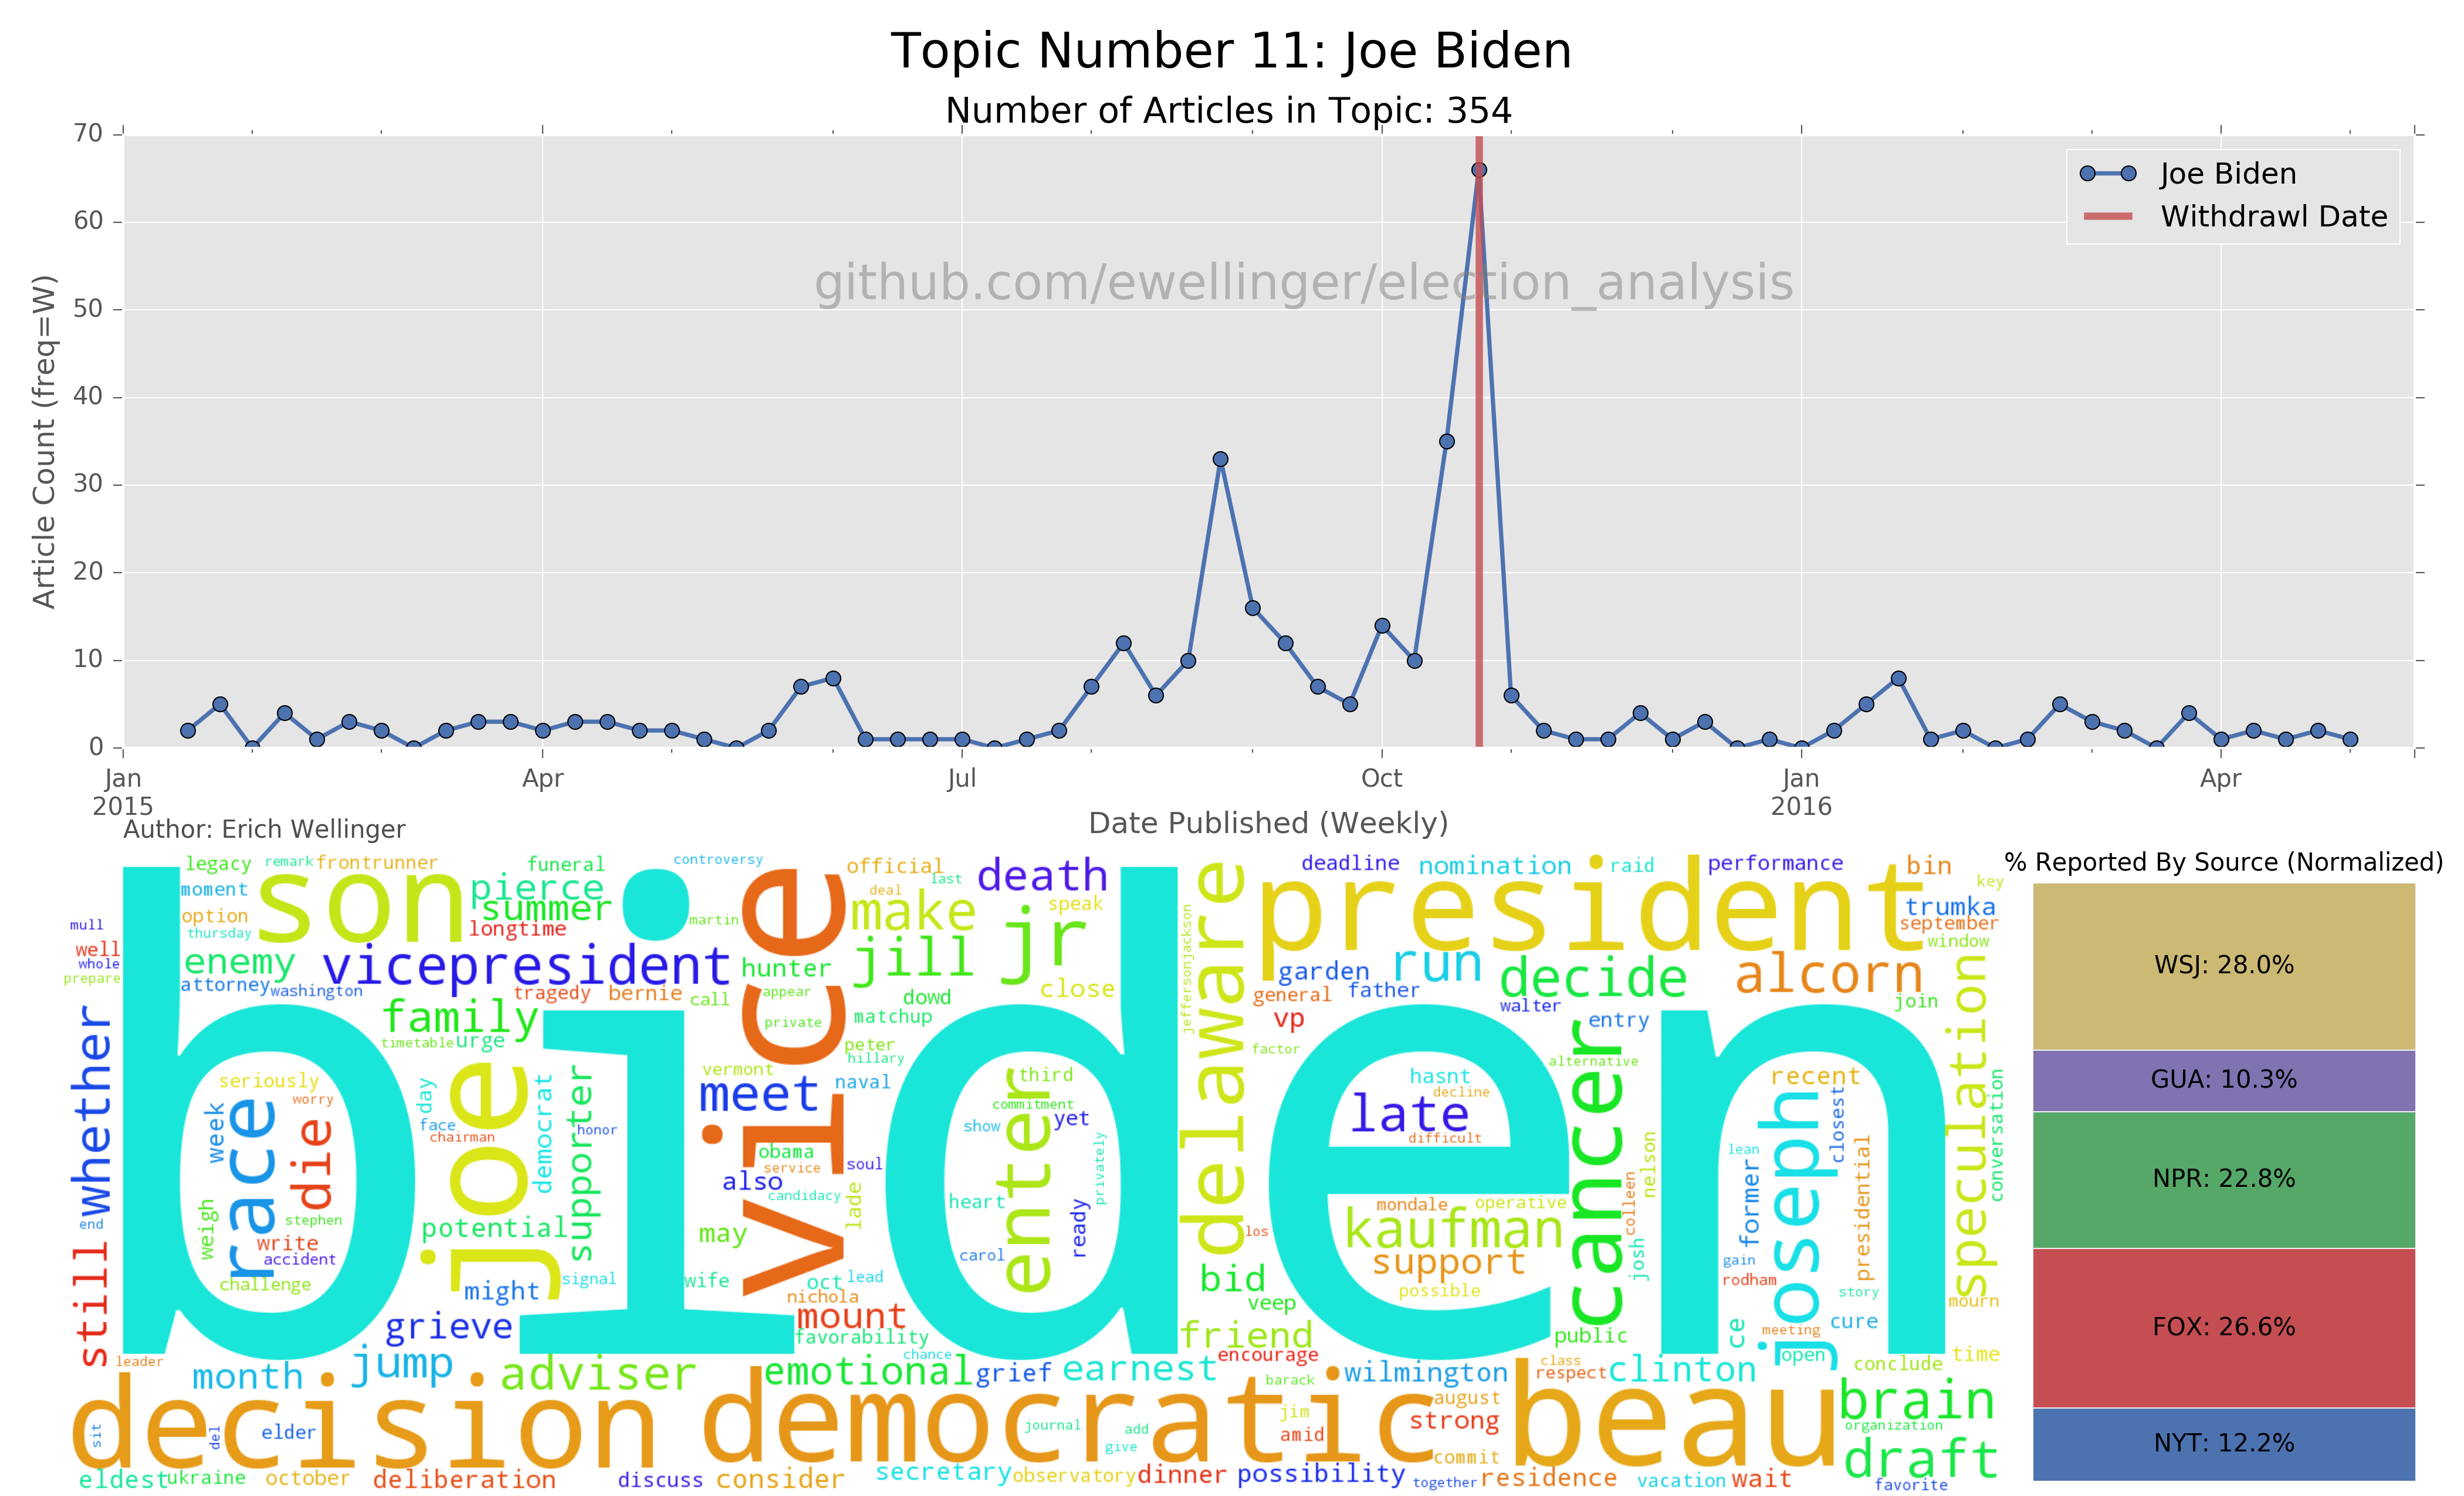 Topic Number 11: Joe Biden
Number of Articles in Topic: 354
70
60
50
40
30
20
10
0
Article Count (freq=W)
Joe Biden
Withdrawl Date
github.com/ewellinger/election_analysis
Jan
2015
Apr
Jul
Oct
Jan
2016
Apr
Author: Erich Wellinger
Date Published (Weekly)
legacy
remark
frontrunner
funeral
controversy
official
death
deadline
nomination
raid
performance
bin
key
moment
son
pierce
deal
last
make
speak
president
trumka
option
summer
martin
september
mull
thursday
longtime
jr
jeffersonjackson
delaware
window
well
enemy
vicepresident
vice
hunter
jill
garden
run
decide
alcorn
whole
prepare
attorney
washington
tragedy
bernie
call
appear
dowd
close
general
father
walter
join
family
private
matchup
vp
entry
speculation
timetable
urge
peter
hillary
factor
alternative
whether
biden
seriously
worry
week
race
die
day
joe
democrat
supporter
vermont
meet
naval
third
commitment
yet
hasnt
decline
late
difficult
cancer
recent
joseph
closest
conversation
face
chairman
honor
show
enter
privately
obama
service
soul
also
candidacy
lade
heart
ready
nelson
colleen
lean
former
presidential
end
weigh
stephen
write
accident
challenge
potential
may
carol
los
mondale
operative
kaufman
support
possible
josh
gain
rodham
story
still
might
signal
wife
oct
lead
nichola
bid
veep
mourn
grieve
mount
favorability
friend
public
ce
meeting
cure
leader
month
jump
adviser
emotional
chance
grief
earnest
encourage
wilmington
class
respect
clinton
open
conclude
time
decision
democratic
barack
august
beau
brain
sit
del
elder
journal
add
give
jim
amid
strong
commit
organization
draft
eldest
ukraine
october
deliberation
discuss
consider
secretary
observatory
dinner
possibility
together
residence
vacation
wait
favorite
% Reported By Source (Normalized)
WSJ: 28.0%
GUA: 10.3%
NPR: 22.8%
FOX: 26.6%
NYT: 12.2%